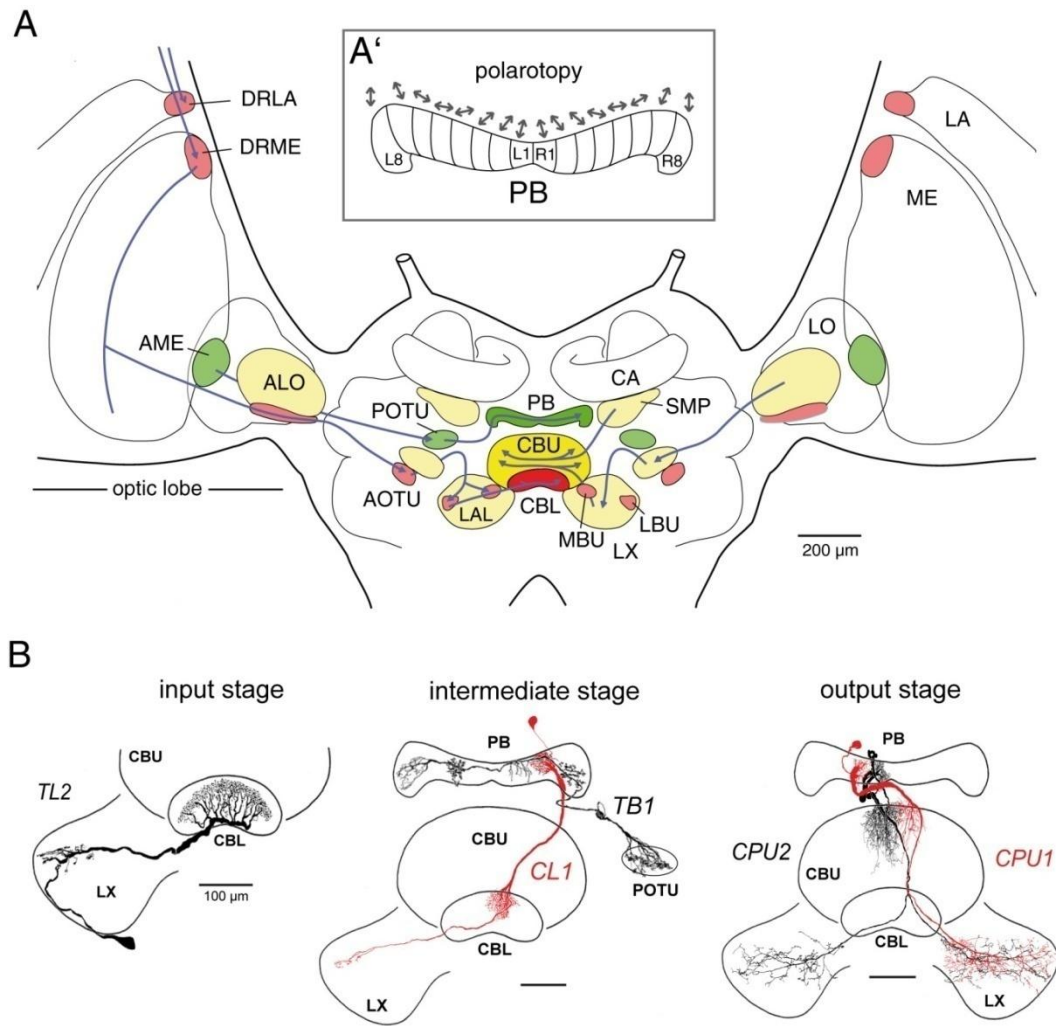 A
A‘
polarotopy
L8
L1
R1
R8
PB
DRLA
DRME
LA
ME
AME
ALO
LO
CA
POTU
PB
SMP
CBU
AOTU
LAL
CBL
MBU
LBU
LX
optic lobe
200 µm
B
input stage
intermediate stage
output stage
CBU
TL2
CBL
LX
100 µm
PB
TB1
CBU
CL1
POTU
CBL
LX
PB
CPU2
CBU
CPU1
CBL
LX